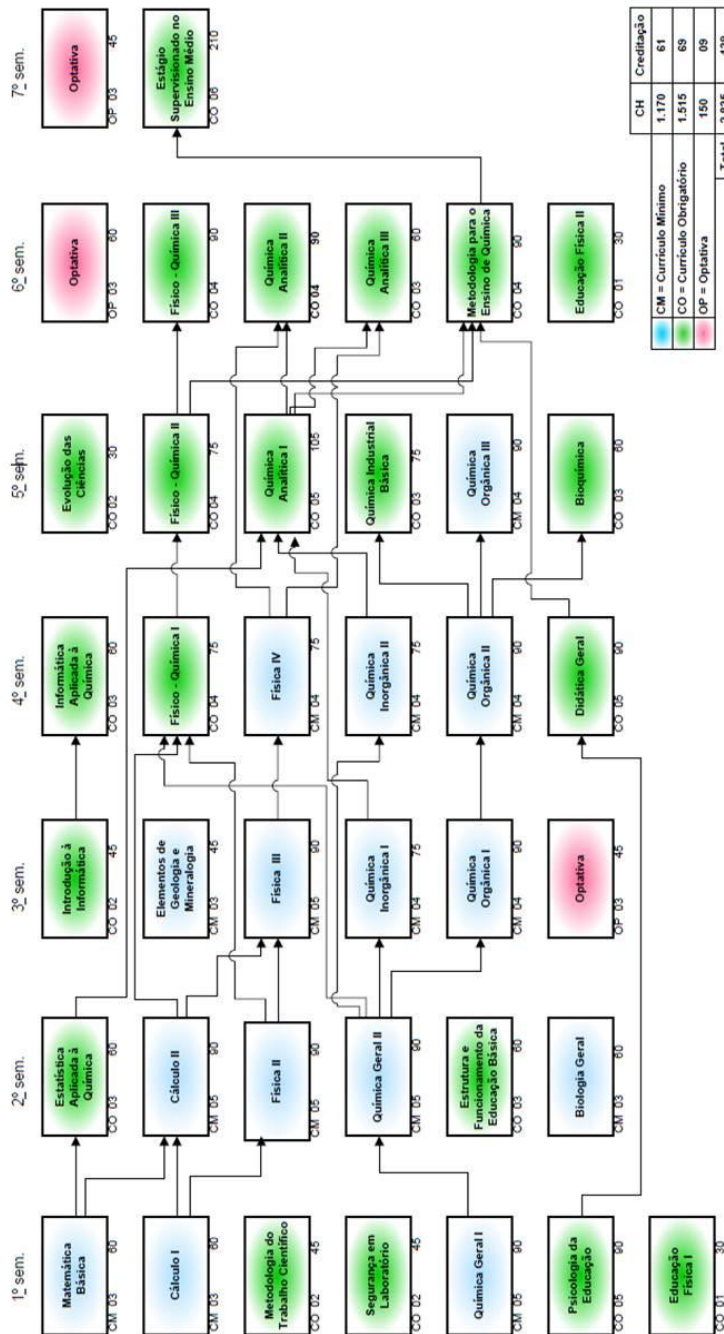 1º sem.
Matemática
Básica
CM 03 60
Cálculo I
CM 03 60
Metodologia do
Trabalho Científico
CO 02 45
Segurança em
Laboratório
CO 02 45
Química Geral I
CM 05 90
Psicologia da
Educação
CO 05 90
Educação
Física I
CO 01 30
2º sem.
Estatística
Aplicada à
Química
CO 03 60
Cálculo II
CM 05 90
Física II
CM 05 90
Química Geral II
CM 05 90
Estrutura e
Funcionamento da
Educação Básica
CO 03 60
Biologia Geral
CM 03 60
3º sem.
Introdução à
Informática
CO 02 45
Elementos de
Geologia e
Mineralogia
CM 03 45
Física III
CM 05 90
Química
Inorgânica I
CM 04 75
Química
Orgânica I
CM 04 90
Optativa
OP 03 45
4º sem.
Informática
Aplicada à
Química
CO 03 60
Físico - Química I
CO 04 75
Física IV
CM 04 75
Química
Inorgânica II
CM 04 75
Química
Orgânica II
CM 04 90
Didática Geral
CO 05 90
5º sem.
Evolução das
Ciências
CO 02 30
Físico - Química II
CO 04 75
Química
Analítica I
CO 05 105
Química Industrial
Básica
CO 03 75
Química
Orgânica III
CM 04 90
Bioquímica
CO 03 60
6º sem.
Optativa
OP 03 60
Físico - Química III
CO 04 90
Química
Analítica II
CO 04 90
Química
Analítica III
CO 03 60
Metodologia para o
Ensino de Química
CO 04 90
Educação Física II
CO 01 30
7º sem.
Optativa
OP 03 45
Estágio
Supervisionado no
Ensino Médio
CO 06 210
CH Creditação
CM = Currículo Mínimo 1.170 61
CO = Currículo Obrigatório 1.515 69
OP = Optativa 150 09
Total